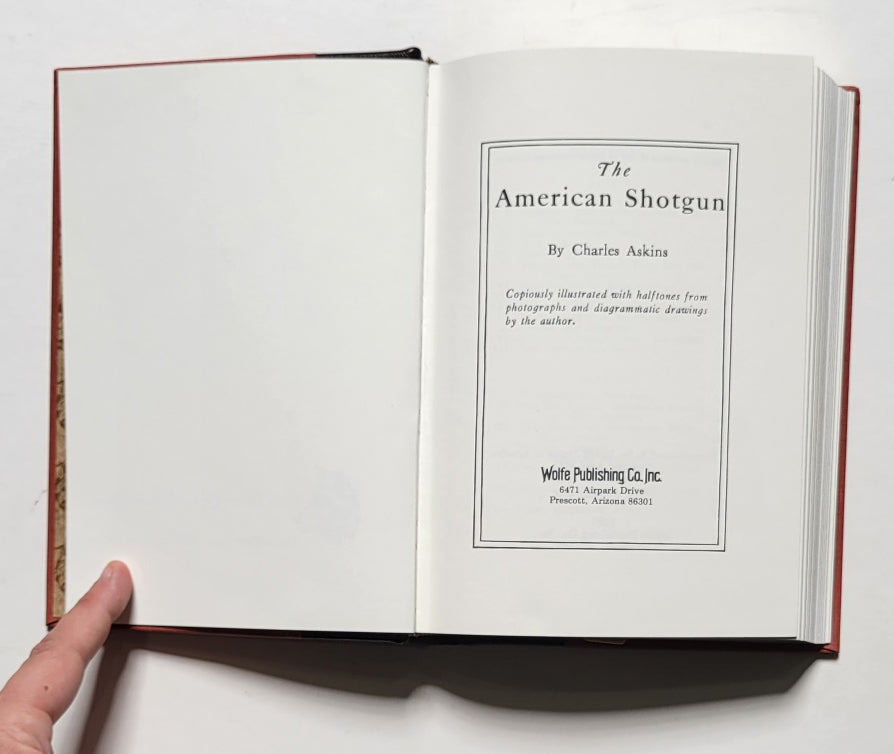 The
American Shotgun
By Charles Askins
Copiously illustrated with halftones from
photographs and diagrammatic drawings
by the author.
Wolfe Publishing Co., Inc.
6471 Airpark Drive
Prescott, Arizona 86301